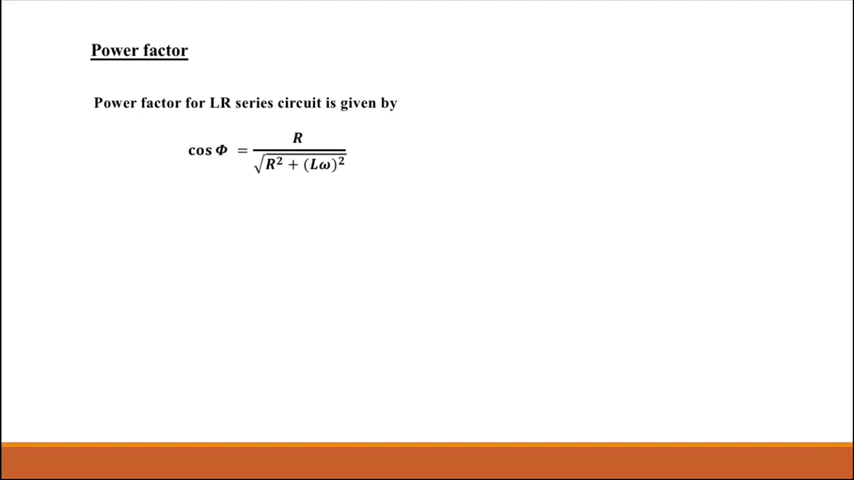 Power factor
Power factor for LR series circuit is given by
cos Φ = R / √(R² + (Lω)²)